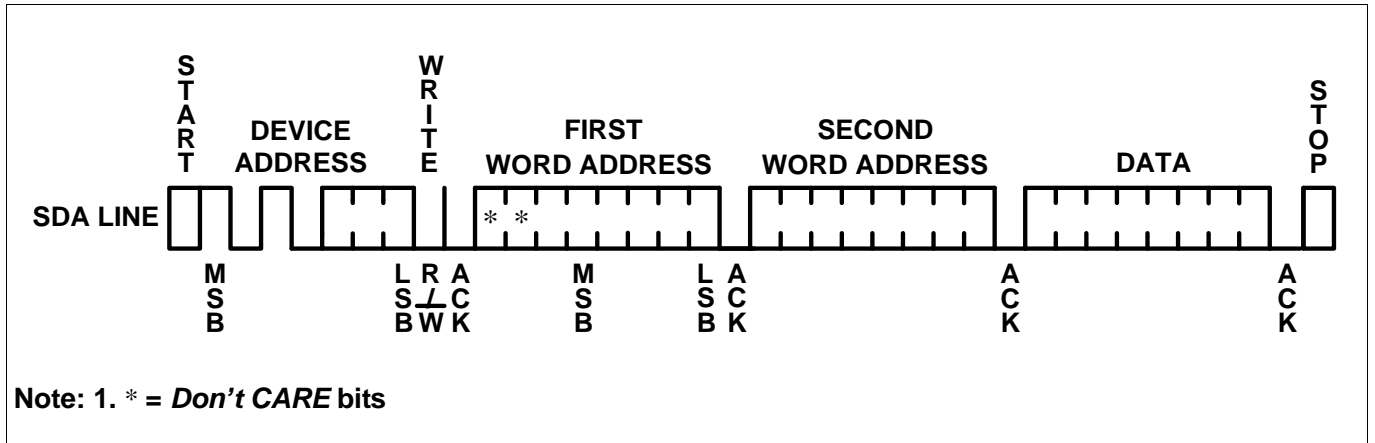 START
WRITE
STOP
DEVICE
ADDRESS
FIRST
WORD ADDRESS
SECOND
WORD ADDRESS
DATA
SDA LINE
* *
MSB
LSB
R/W
ACK
MSB
LSB
ACK
ACK
ACK
Note: 1. * = Don't CARE bits